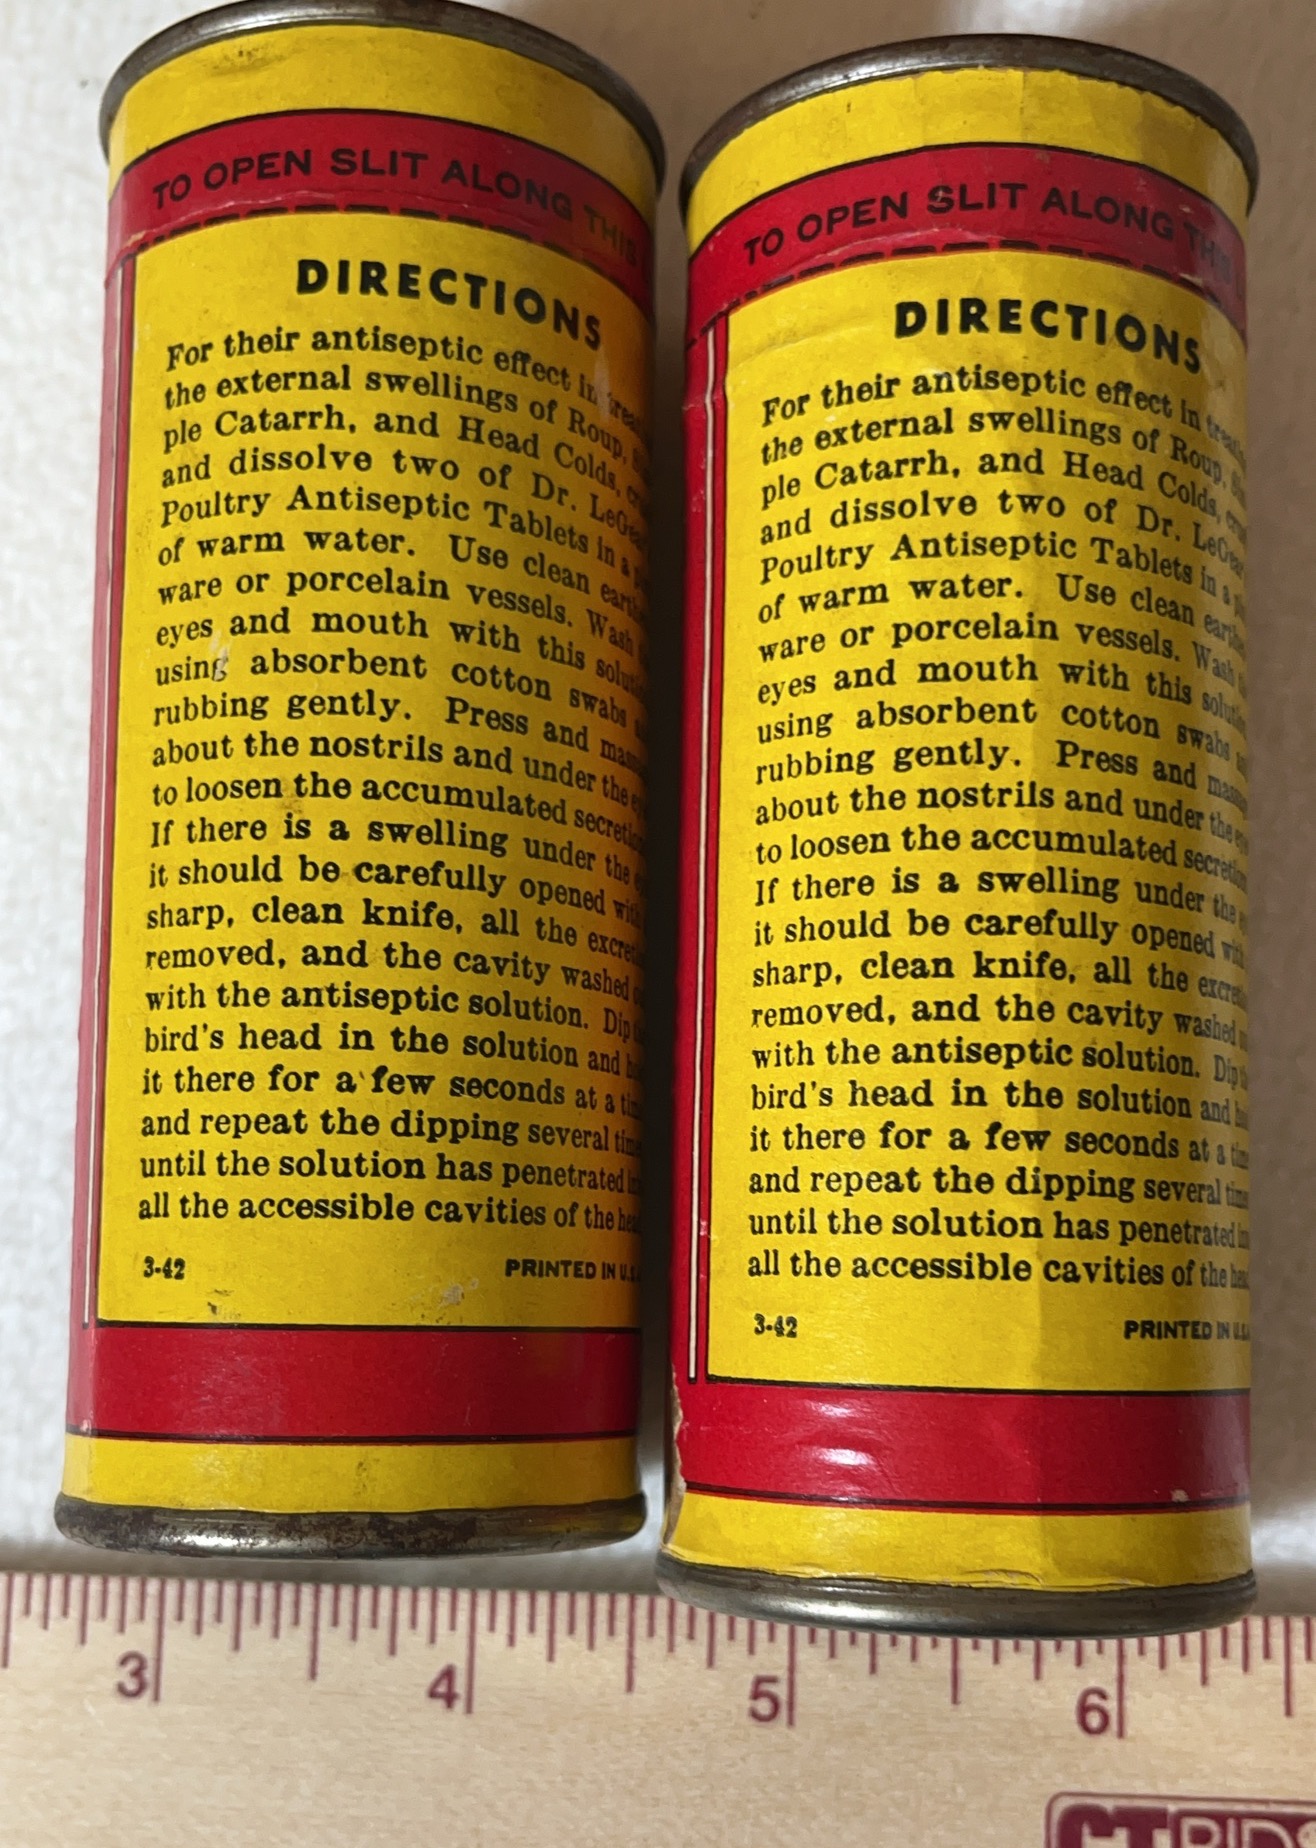 TO OPEN SLIT ALONG THIS
DIRECTIONS
For their antiseptic effect in
the external swellings of Roup,
ple Catarrh, and Head Colds,
and dissolve two of Dr. LeGear
Poultry Antiseptic Tablets in a
of warm water. Use clean
ware or porcelain vessels. Wash
eyes and mouth with this
using absorbent cotton swabs
rubbing gently. Press and
about the nostrils and under the
to loosen the accumulated
If there is a swelling under the
it should be carefully opened
sharp, clean knife, all the
removed, and the cavity washed
with the antiseptic solution. Dip
bird's head in the solution and
it there for a few seconds at a
and repeat the dipping several
until the solution has penetrated
all the accessible cavities of the
3-42 PRINTED IN U.S.
TO OPEN SLIT ALONG
DIRECTIONS
For their antiseptic effect in
the external swellings of Roup,
ple Catarrh, and Head Colds,
and dissolve two of Dr. LeGear
Poultry Antiseptic Tablets in a
of warm water. Use clean
ware or porcelain vessels. Wash
eyes and mouth with this
using absorbent cotton swabs
rubbing gently. Press and
about the nostrils and under the
to loosen the accumulated
If there is a swelling under the
it should be carefully opened
sharp, clean knife, all the
removed, and the cavity washed
with the antiseptic solution. Dip
bird's head in the solution and
it there for a few seconds at a
and repeat the dipping several
until the solution has penetrated
all the accessible cavities of the
3-42 PRINTED IN U.S.
3 4 5 6